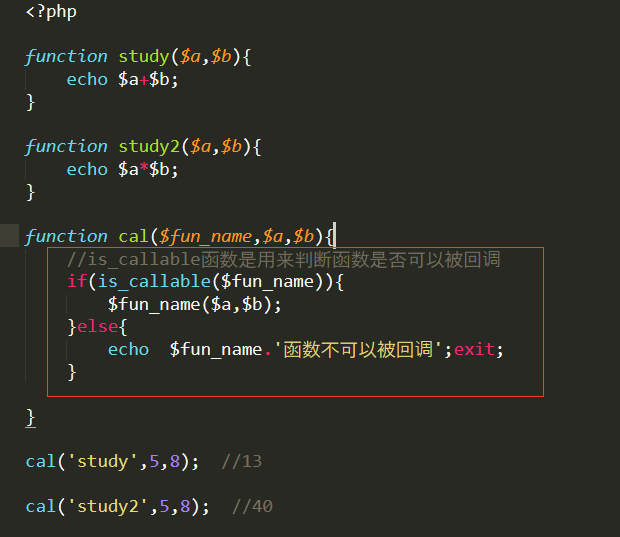 <?php
function study($a,$b){
echo $a+$b;
}
function study2($a,$b){
echo $a*$b;
}
function cal($fun_name,$a,$b){
//is_callable函数是用来判断函数是否可以被回调
if(is_callable($fun_name)){
$fun_name($a,$b);
}else{
echo  $fun_name.'函数不可以被回调';exit;
}
}
cal('study',5,8);  //13
cal('study2',5,8);  //40